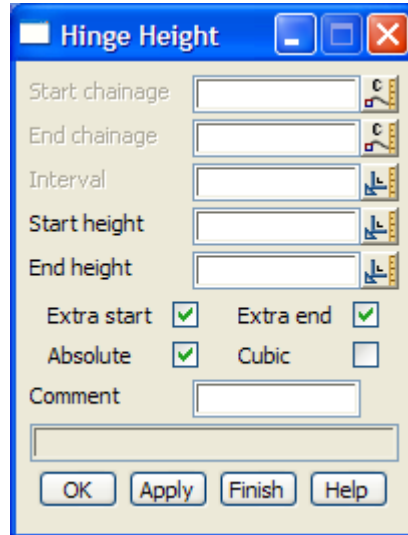 Hinge Height
Start chainage
End chainage
Interval
Start height
End height
Extra start Extra end
Absolute Cubic
Comment
OK Apply Finish Help